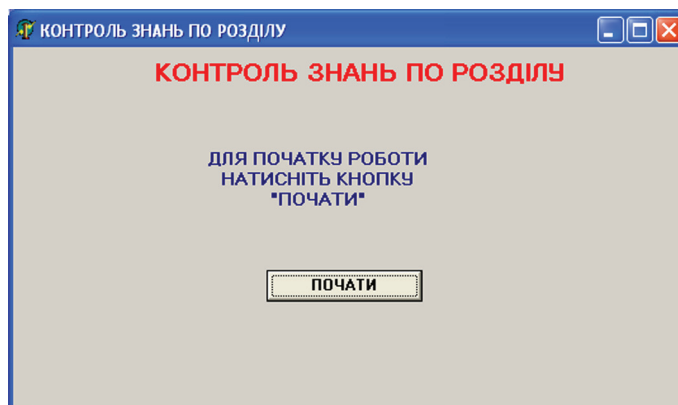 КОНТРОЛЬ ЗНАНЬ ПО РОЗДІЛУ
КОНТРОЛЬ ЗНАНЬ ПО РОЗДІЛУ
ДЛЯ ПОЧАТКУ РОБОТИ
НАТИСНІТЬ КНОПКУ
"ПОЧАТИ"
ПОЧАТИ